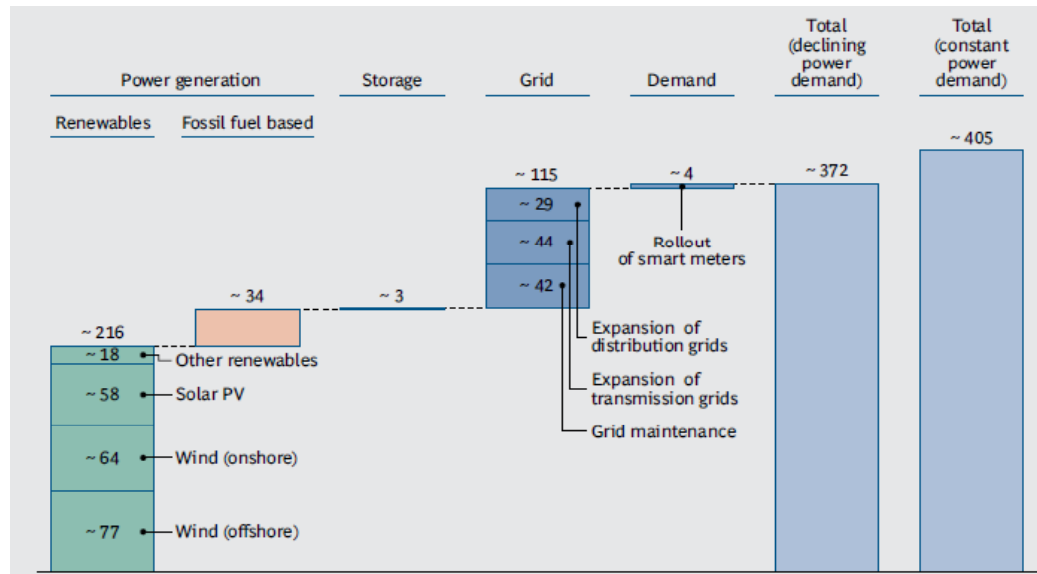 Power generation
Storage
Grid
Demand
Total
(declining
power
demand)
Total
(constant
power
demand)
Renewables
Fossil fuel based
~ 405
~ 372
~ 115
~ 4
~ 29
~ 44
~ 42
Rollout
of smart meters
~ 34
~ 3
~ 216
~ 18
Other renewables
~ 58
Solar PV
~ 64
Wind (onshore)
~ 77
Wind (offshore)
Expansion of
distribution grids
Expansion of
transmission grids
Grid maintenance